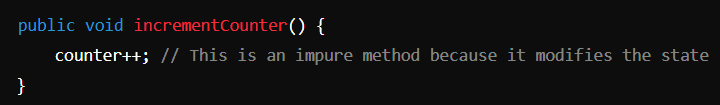 public void incrementCounter() {
    counter++; // This is an impure method because it modifies the state
}